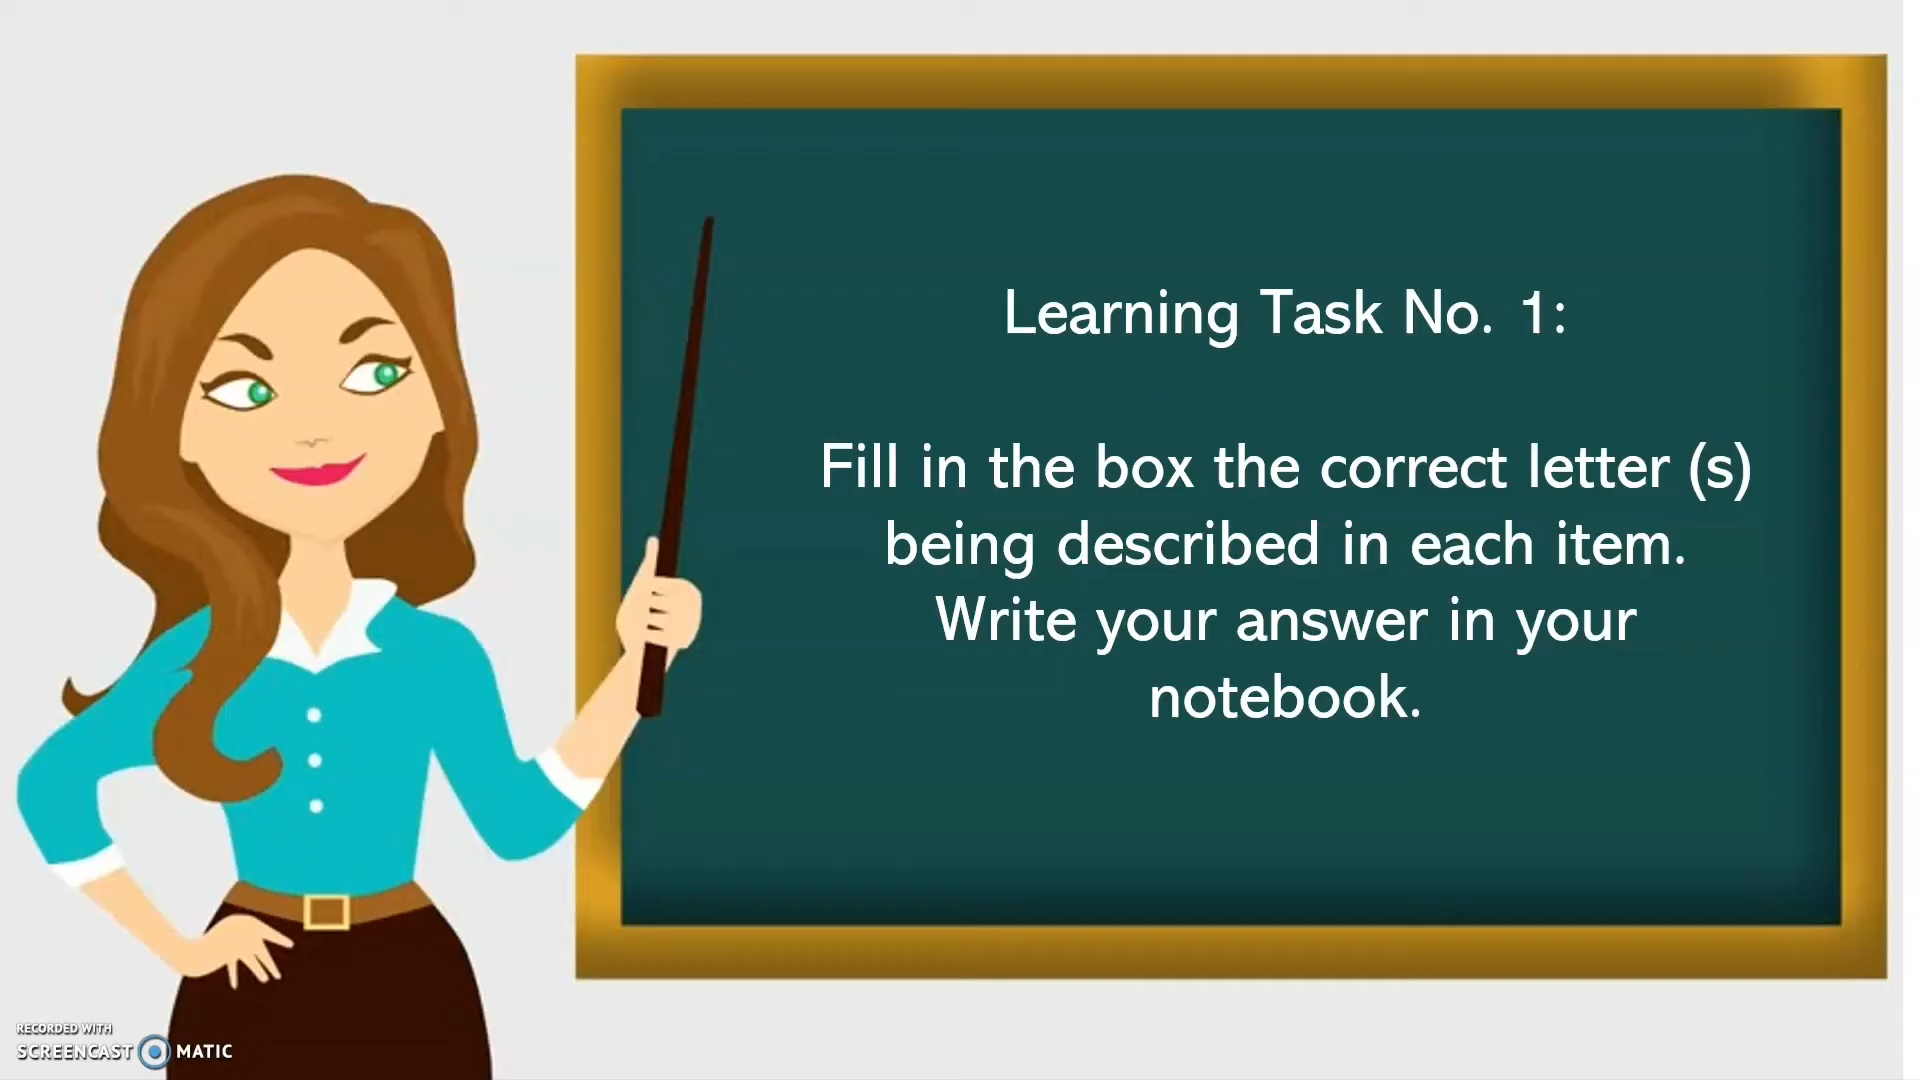 Learning Task No. 1:
Fill in the box the correct letter (s)
being described in each item.
Write your answer in your
notebook.
RECORDED WITH
SCREENCAST MATIC